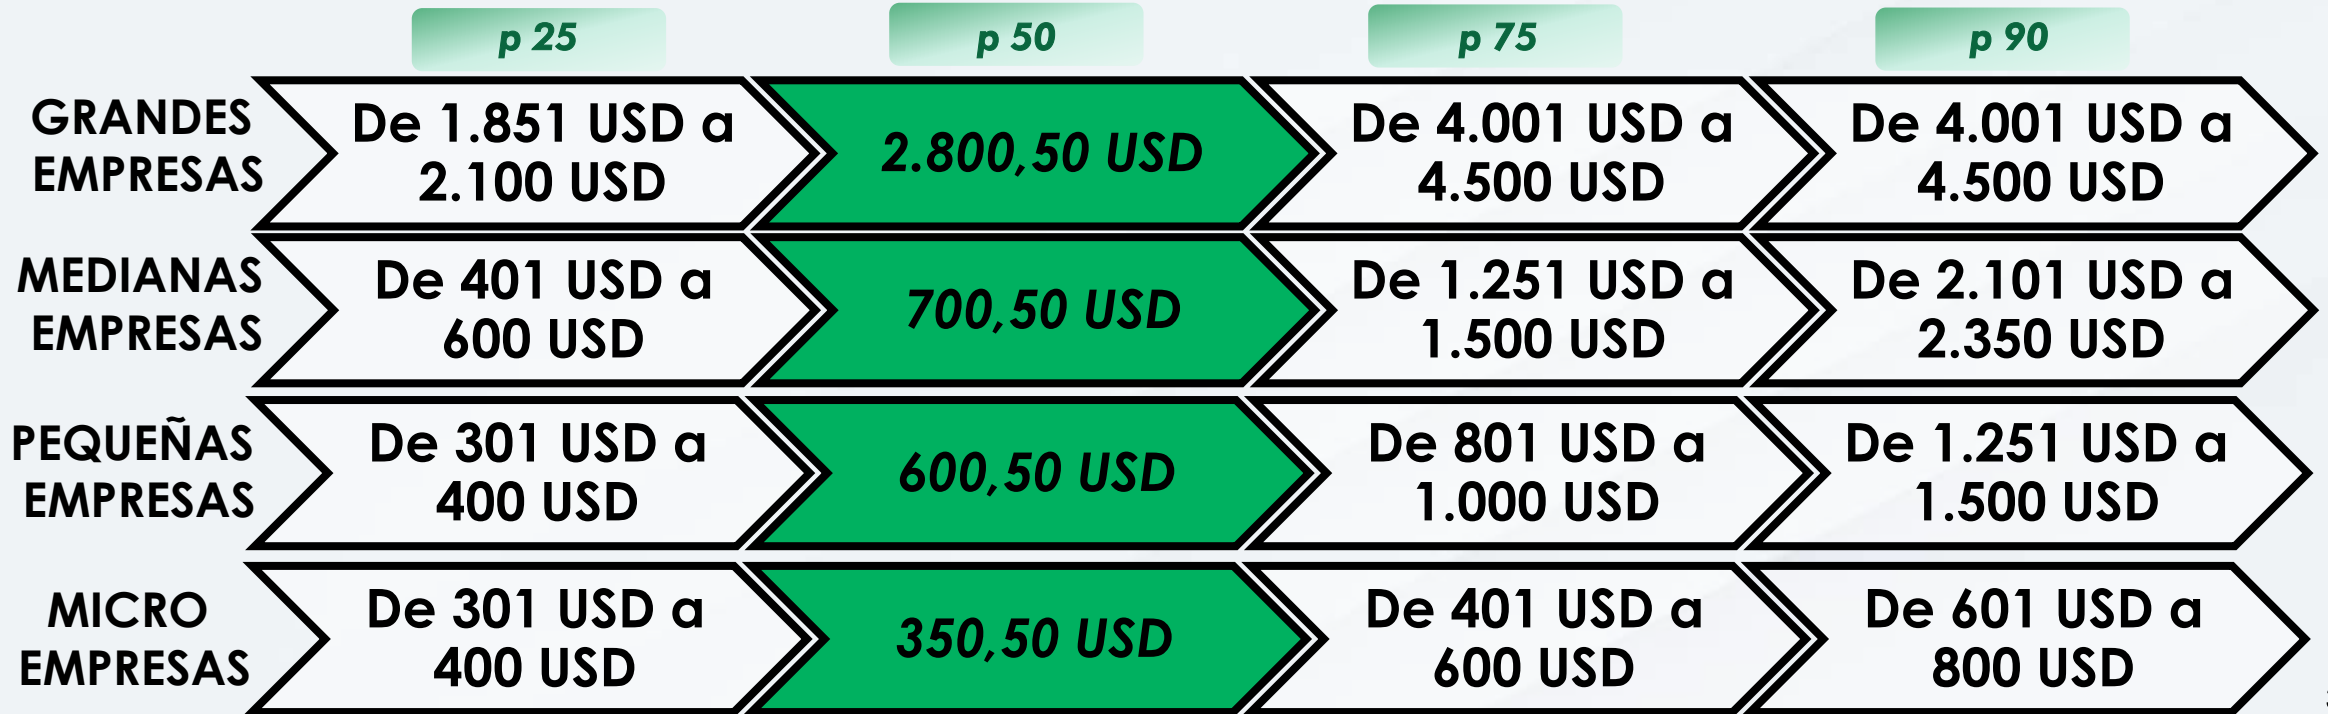 p 25
p 50
p 75
p 90
GRANDES
EMPRESAS
De 1.851 USD a
2.100 USD
2.800,50 USD
De 4.001 USD a
4.500 USD
De 4.001 USD a
4.500 USD
MEDIANAS
EMPRESAS
De 401 USD a
600 USD
700,50 USD
De 1.251 USD a
1.500 USD
De 2.101 USD a
2.350 USD
PEQUEÑAS
EMPRESAS
De 301 USD a
400 USD
600,50 USD
De 801 USD a
1.000 USD
De 1.251 USD a
1.500 USD
MICRO
EMPRESAS
De 301 USD a
400 USD
350,50 USD
De 401 USD a
600 USD
De 601 USD a
800 USD